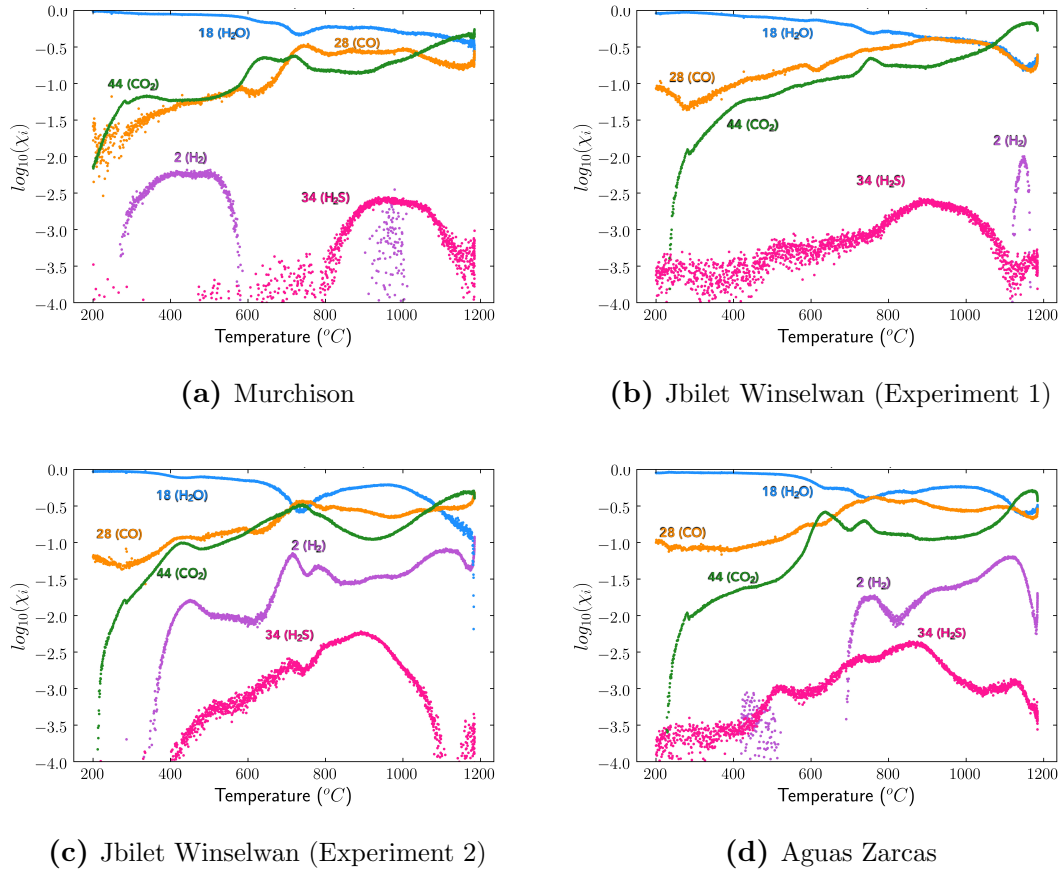 0.0
−0.5
−1.0
−1.5
−2.0
−2.5
−3.0
−3.5
−4.0
log₁₀(χᵢ)
18 (H₂O)
28 (CO)
44 (CO₂)
2 (H₂)
34 (H₂S)
200 400 600 800 1000 1200
Temperature (°C)
(a) Murchison
0.0
−0.5
−1.0
−1.5
−2.0
−2.5
−3.0
−3.5
−4.0
log₁₀(χᵢ)
18 (H₂O)
28 (CO)
44 (CO₂)
2 (H₂)
34 (H₂S)
200 400 600 800 1000 1200
Temperature (°C)
(b) Jbilet Winselwan (Experiment 1)
0.0
−0.5
−1.0
−1.5
−2.0
−2.5
−3.0
−3.5
−4.0
log₁₀(χᵢ)
18 (H₂O)
28 (CO)
44 (CO₂)
2 (H₂)
34 (H₂S)
200 400 600 800 1000 1200
Temperature (°C)
(c) Jbilet Winselwan (Experiment 2)
0.0
−0.5
−1.0
−1.5
−2.0
−2.5
−3.0
−3.5
−4.0
log₁₀(χᵢ)
18 (H₂O)
28 (CO)
44 (CO₂)
2 (H₂)
34 (H₂S)
200 400 600 800 1000 1200
Temperature (°C)
(d) Aguas Zarcas